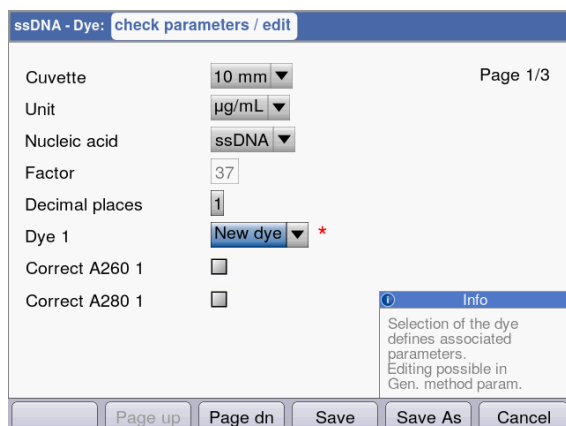 ssDNA - Dye: check parameters / edit
Cuvette 10 mm Page 1/3
Unit µg/mL
Nucleic acid ssDNA
Factor 37
Decimal places 1
Dye 1 New dye *
Correct A260 1
Correct A280 1
Info
Selection of the dye
defines associated
parameters.
Editing possible in
Gen. method param.
Page up Page dn Save Save As Cancel